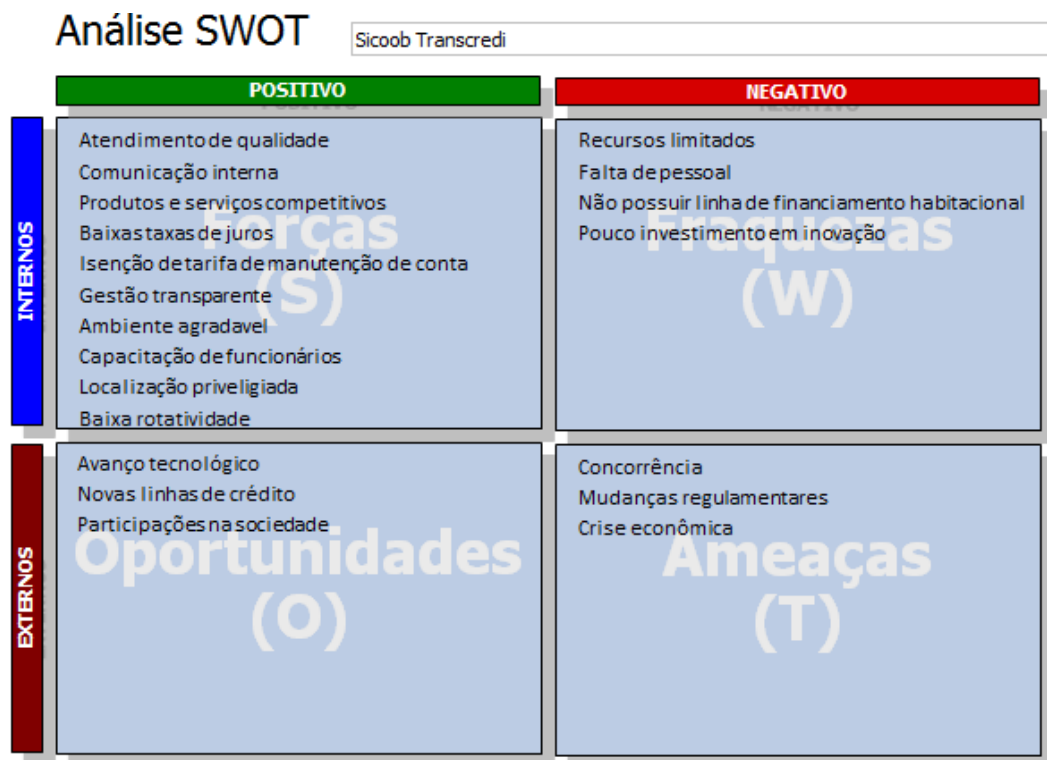 Análise SWOT
Sicoob Transcredi
POSITIVO
NEGATIVO
INTERNOS
Atendimento de qualidade
Comunicação interna
Produtos e serviços competitivos
Baixas taxas de juros
Isenção de tarifa de manutenção de conta
Gestão transparente
Ambiente agradavel
Capacitação de funcionários
Localização priveligiada
Baixa rotatividade
Forças
(S)
Recursos limitados
Falta de pessoal
Não possuir linha de financiamento habitacional
Pouco investimento em inovação
Fraquezas
(W)
EXTERNOS
Avanço tecnológico
Novas linhas de crédito
Participações na sociedade
Oportunidades
(O)
Concorrência
Mudanças regulamentares
Crise econômica
Ameaças
(T)